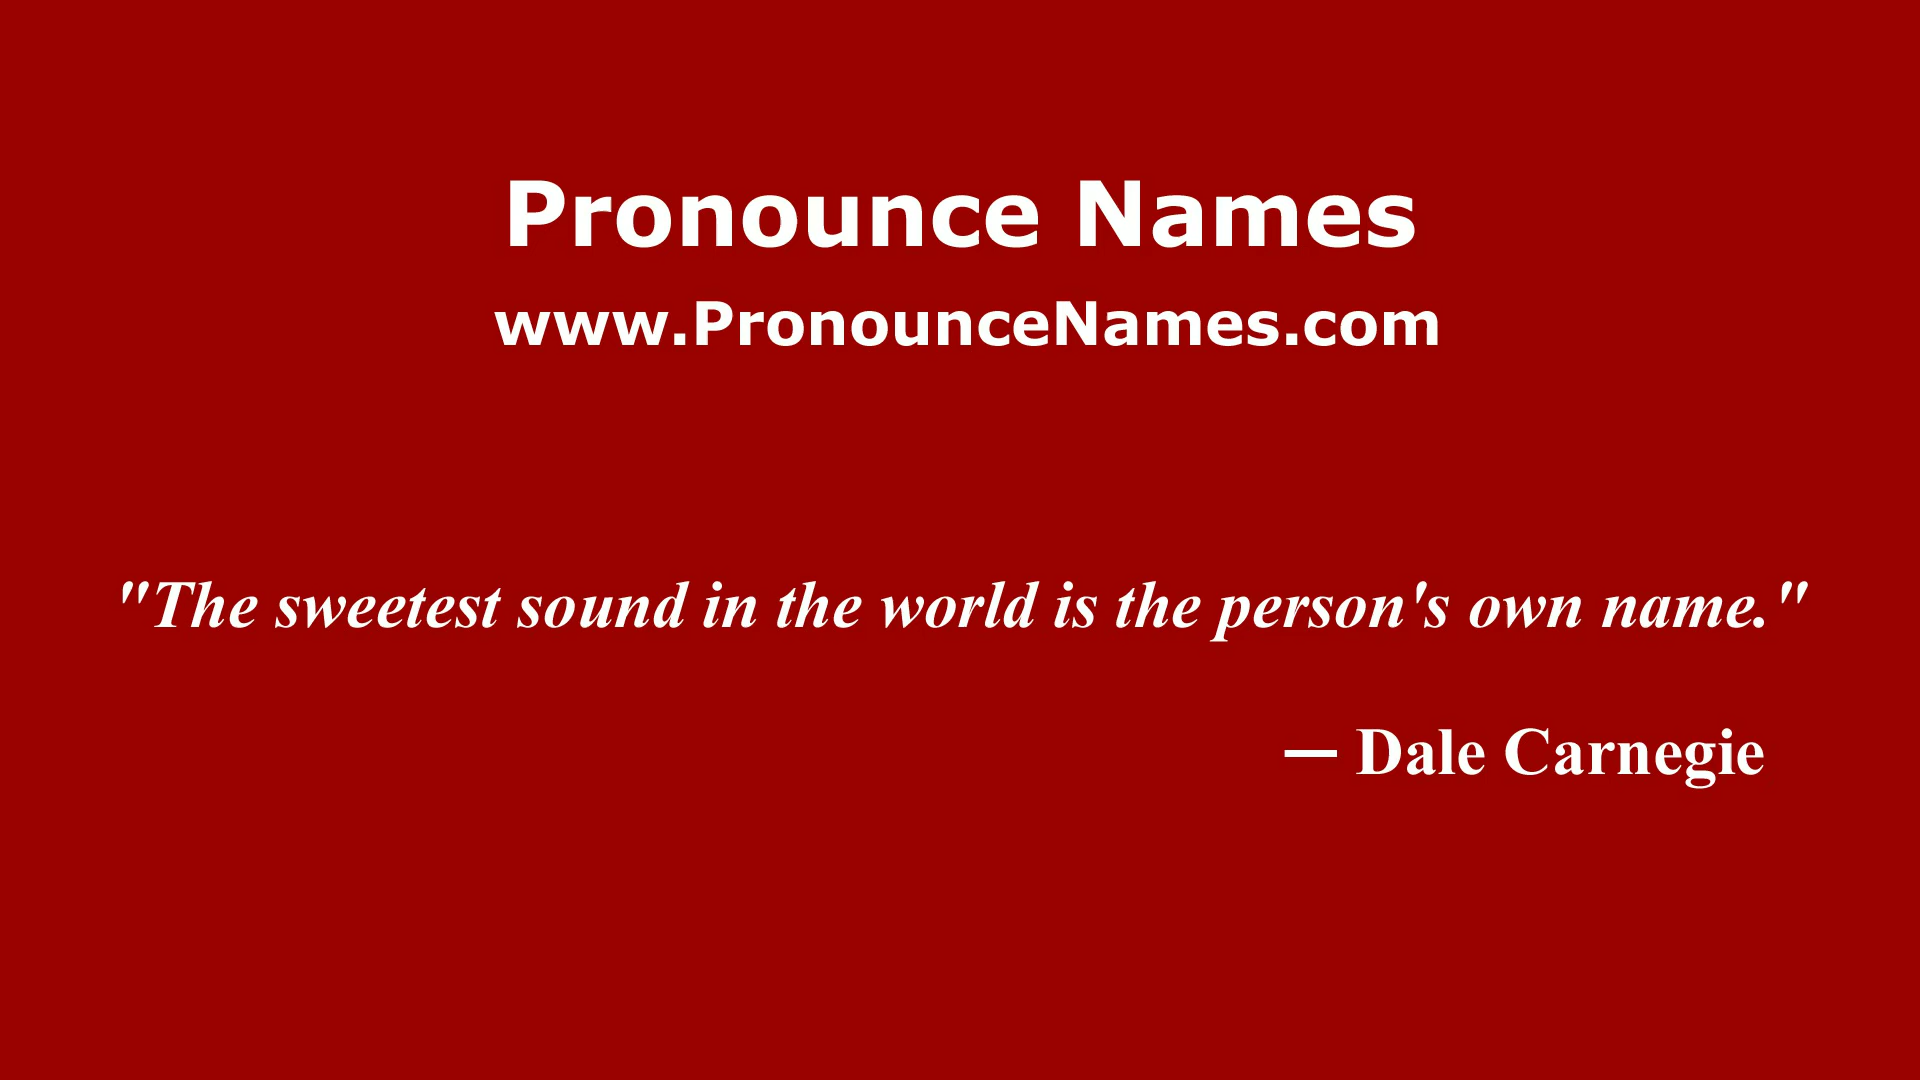 Pronounce Names
www.PronounceNames.com
"The sweetest sound in the world is the person's own name."
— Dale Carnegie